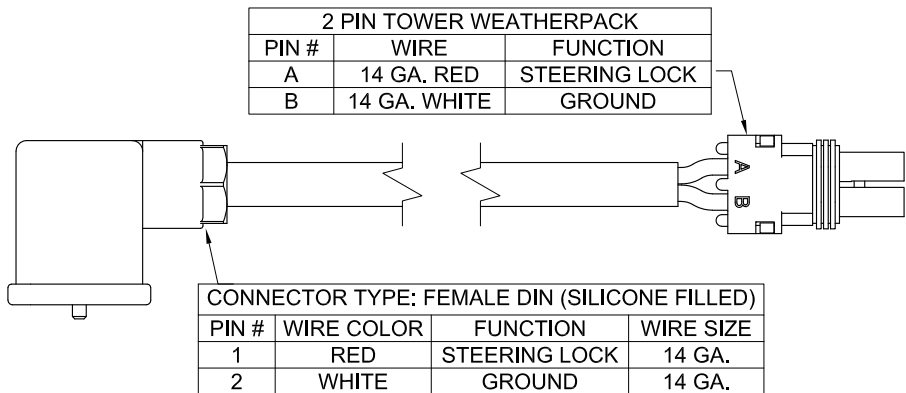 2 PIN TOWER WEATHERPACK
PIN # WIRE FUNCTION
A 14 GA. RED STEERING LOCK
B 14 GA. WHITE GROUND
A
B
CONNECTOR TYPE: FEMALE DIN (SILICONE FILLED)
PIN # WIRE COLOR FUNCTION WIRE SIZE
1 RED STEERING LOCK 14 GA.
2 WHITE GROUND 14 GA.